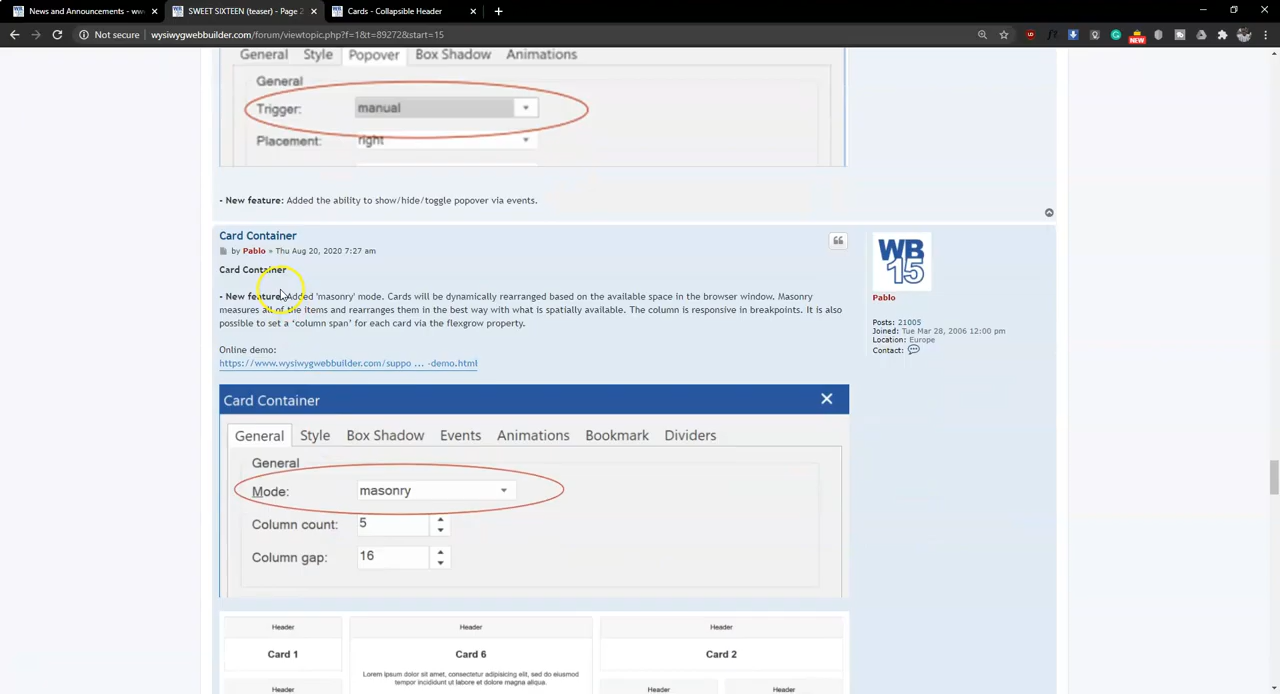 News and Announcements - www
SWEET SIXTEEN (teaser) - Page 2
Cards - Collapsible Header
Not secure
wysiwygwebbuilder.com/forum/viewtopic.php?f=1&t=89272&start=15
NEW
General Style Popover Box Shadow Animations
General
Trigger: manual
Placement: right
- New feature: Added the ability to show/hide/toggle popover via events.
Card Container
by Pablo » Thu Aug 20, 2020 7:27 am
Card Container
- New feature: Added 'masonry' mode. Cards will be dynamically rearranged based on the available space in the browser window. Masonry
measures all of the items and rearranges them in the best way with what is spatially available. The column is responsive in breakpoints. It is also
possible to set a 'column span' for each card via the flexgrow property.
Online demo:
https://www.wysiwygwebbuilder.com/suppo ... -demo.html
WB
15
Pablo
Posts: 21005
Joined: Tue Mar 28, 2006 12:00 pm
Location: Europe
Contact:
Card Container
General Style Box Shadow Events Animations Bookmark Dividers
General
Mode: masonry
Column count: 5
Column gap: 16
Header Header Header
Card 1 Card 6 Card 2
Lorem ipsum dolor sit amet, consectetur adipisicing elit, sed do eiusmod
tempor incididunt ut labore et dolore magna aliqua.
Header Header Header